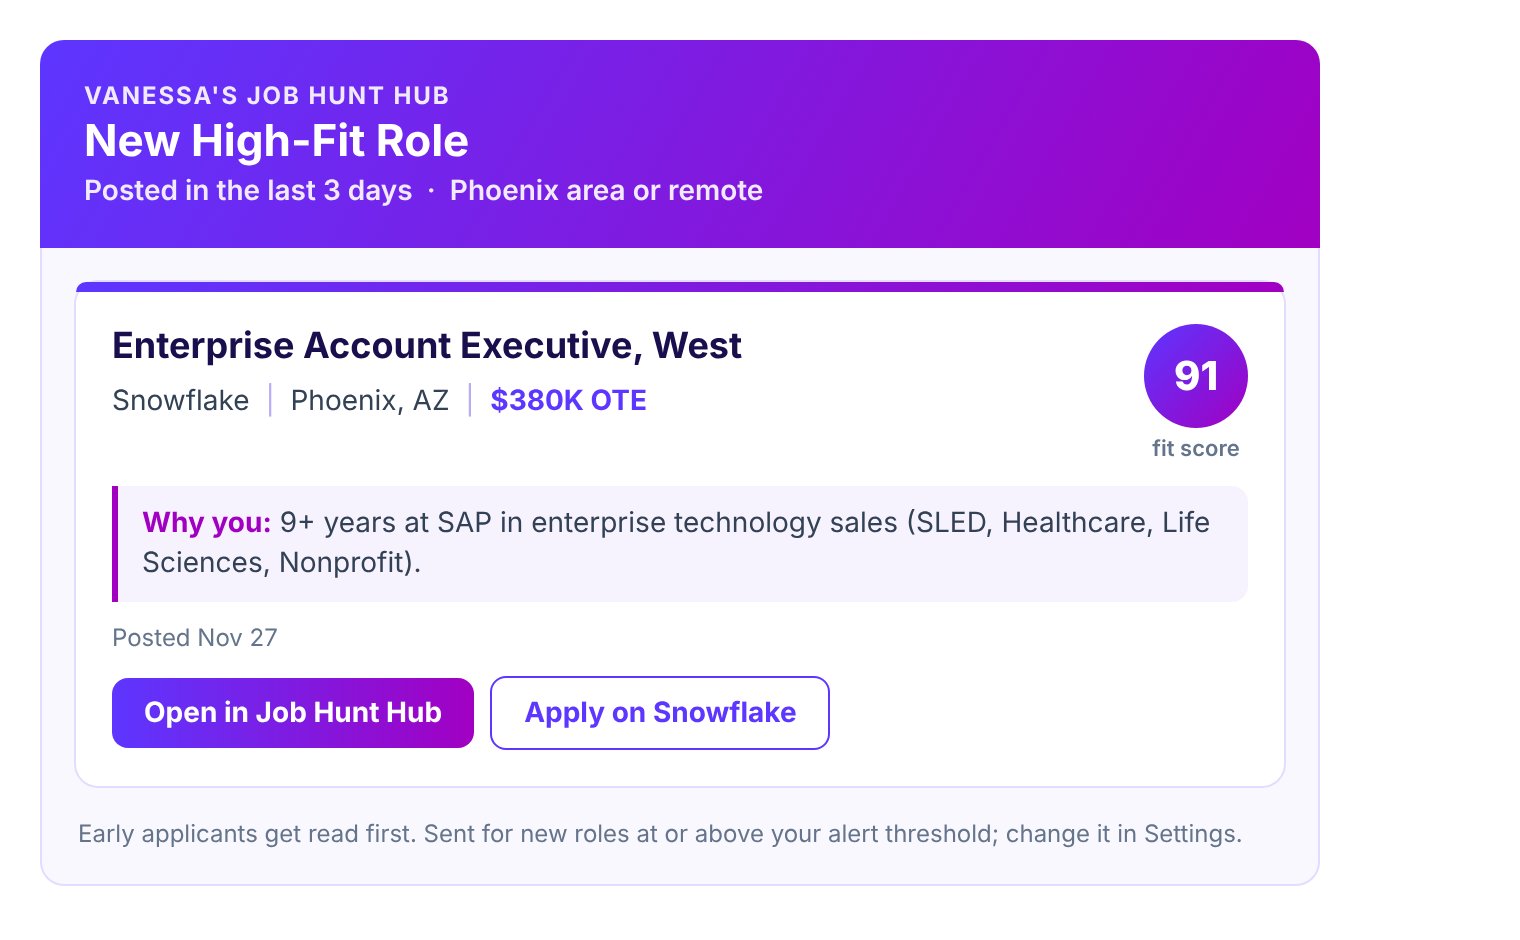 VANESSA'S JOB HUNT HUB
New High-Fit Role
Posted in the last 3 days · Phoenix area or remote
Enterprise Account Executive, West
Snowflake | Phoenix, AZ | $380K OTE
91
fit score
Why you: 9+ years at SAP in enterprise technology sales (SLED, Healthcare, Life
Sciences, Nonprofit).
Posted Nov 27
Open in Job Hunt Hub
Apply on Snowflake
Early applicants get read first. Sent for new roles at or above your alert threshold; change it in Settings.